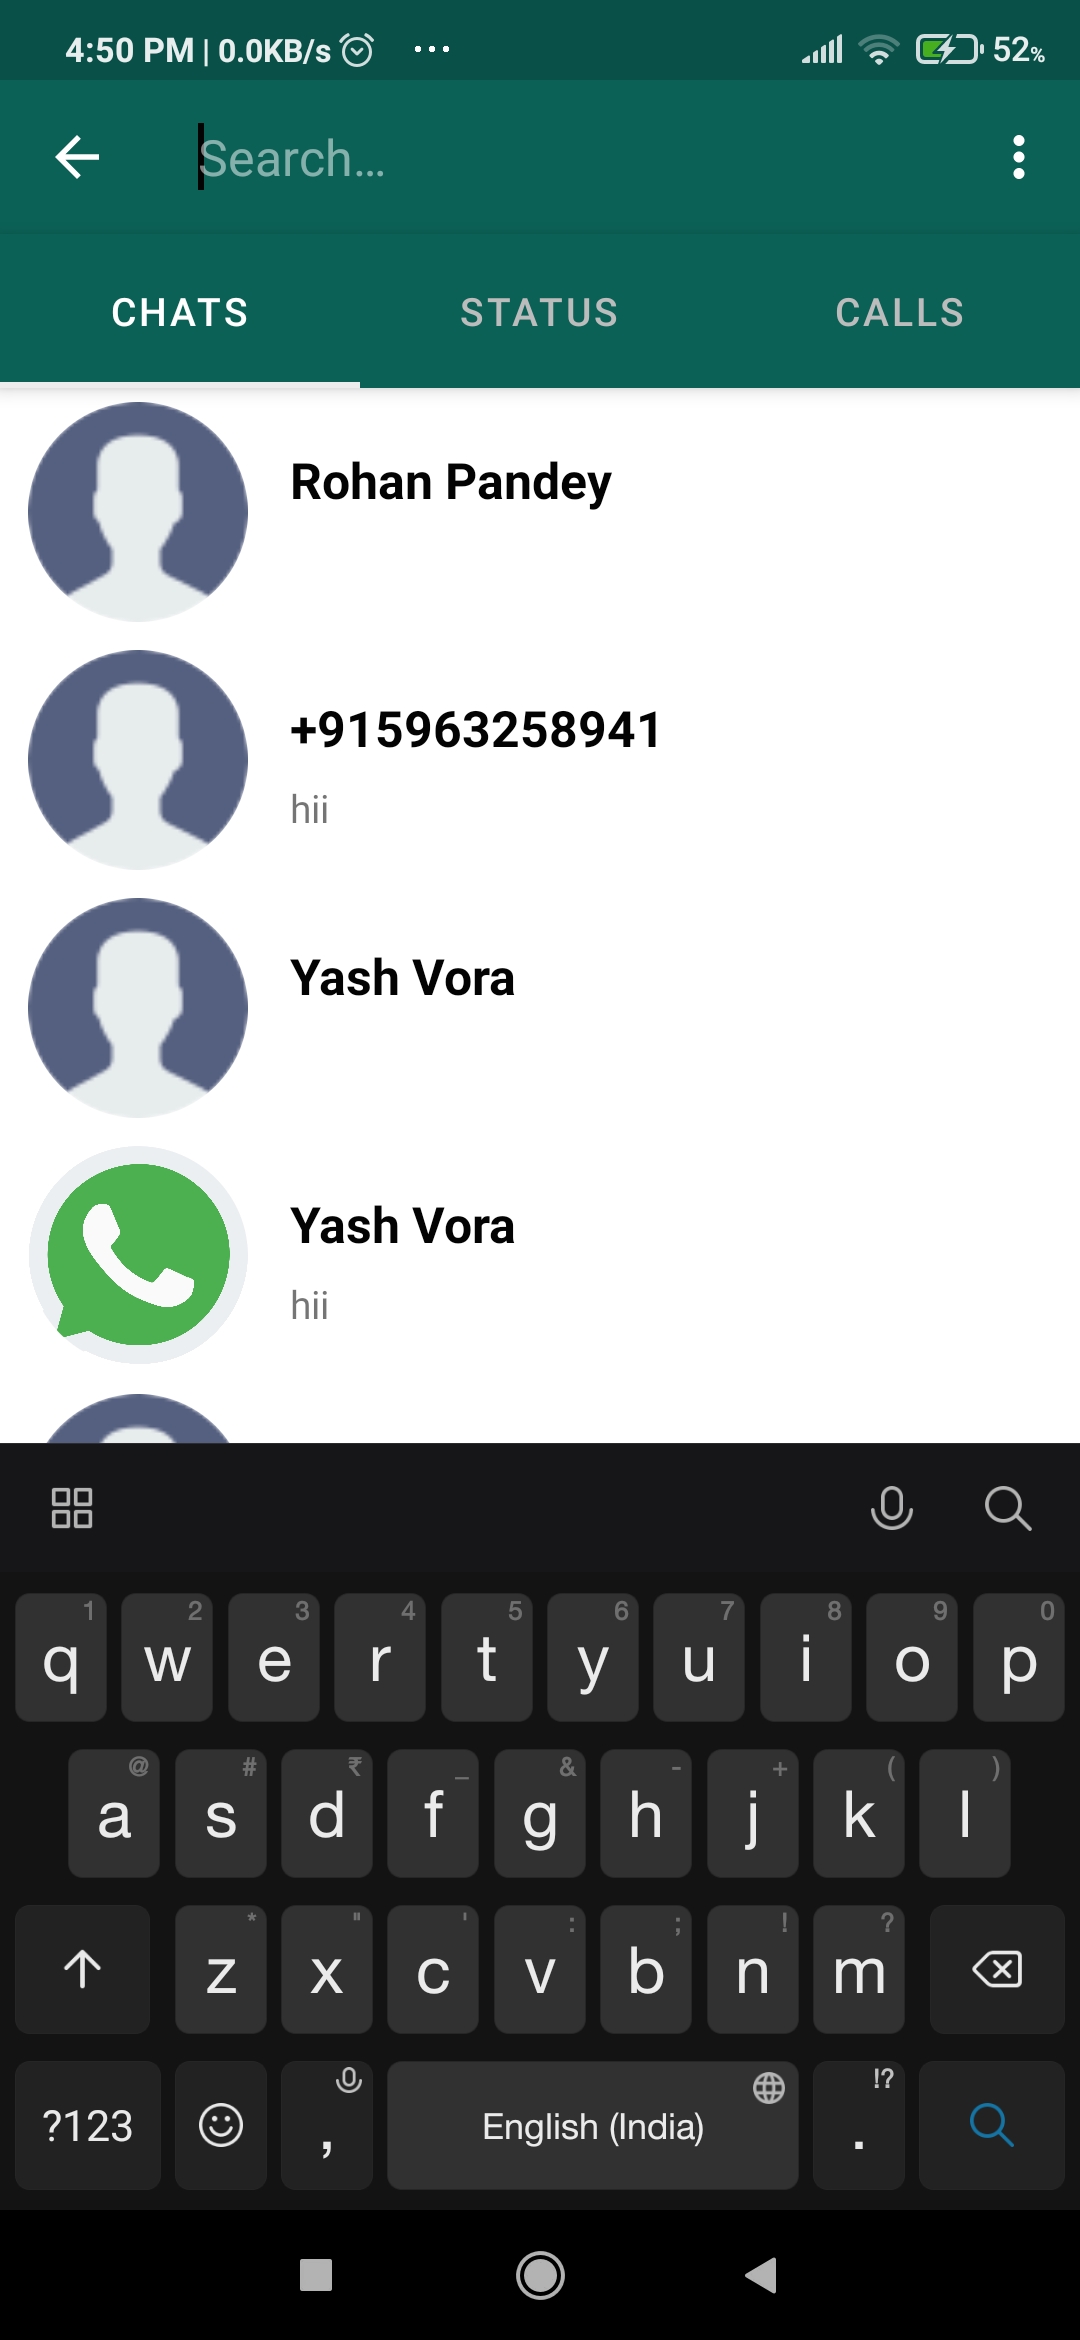 4:50 PM | 0.0KB/s ... 52%
Search...
CHATS STATUS CALLS
Rohan Pandey
+915963258941
hii
Yash Vora
Yash Vora
hii
1 2 3 4 5 6 7 8 9 0
q w e r t y u i o p
@ # ₹ _ & - + ( )
a s d f g h j k l
* " ' : ; ! ?
z x c v b n m
!?
?123 , English (India) .